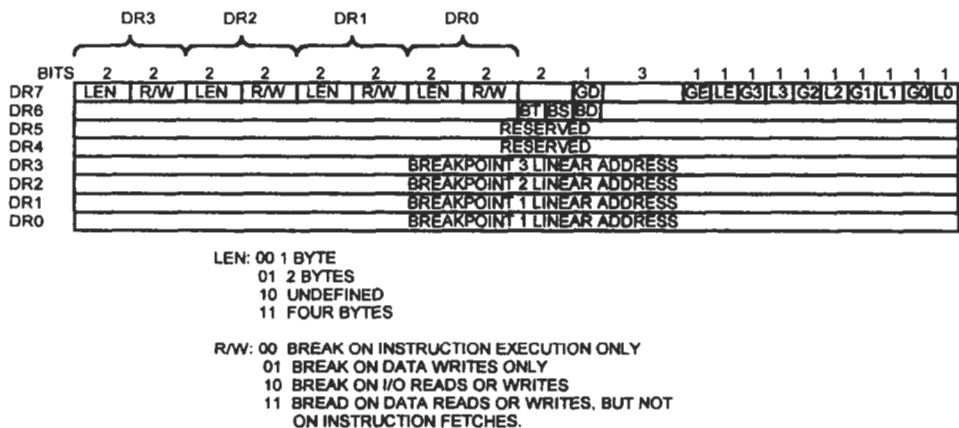 DR3 DR2 DR1 DR0
BITS 2 2 2 2 2 2 2 2 2 1 3 1 1 1 1 1 1 1 1 1 1
DR7 LEN R/W LEN R/W LEN R/W LEN R/W GD GE LE G3 L3 G2 L2 G1 L1 G0 L0
DR6 BT BS BD
DR5 RESERVED
DR4 RESERVED
DR3 BREAKPOINT 3 LINEAR ADDRESS
DR2 BREAKPOINT 2 LINEAR ADDRESS
DR1 BREAKPOINT 1 LINEAR ADDRESS
DR0 BREAKPOINT 1 LINEAR ADDRESS
LEN: 00 1 BYTE
01 2 BYTES
10 UNDEFINED
11 FOUR BYTES
R/W: 00 BREAK ON INSTRUCTION EXECUTION ONLY
01 BREAK ON DATA WRITES ONLY
10 BREAK ON I/O READS OR WRITES
11 BREAD ON DATA READS OR WRITES, BUT NOT
ON INSTRUCTION FETCHES.